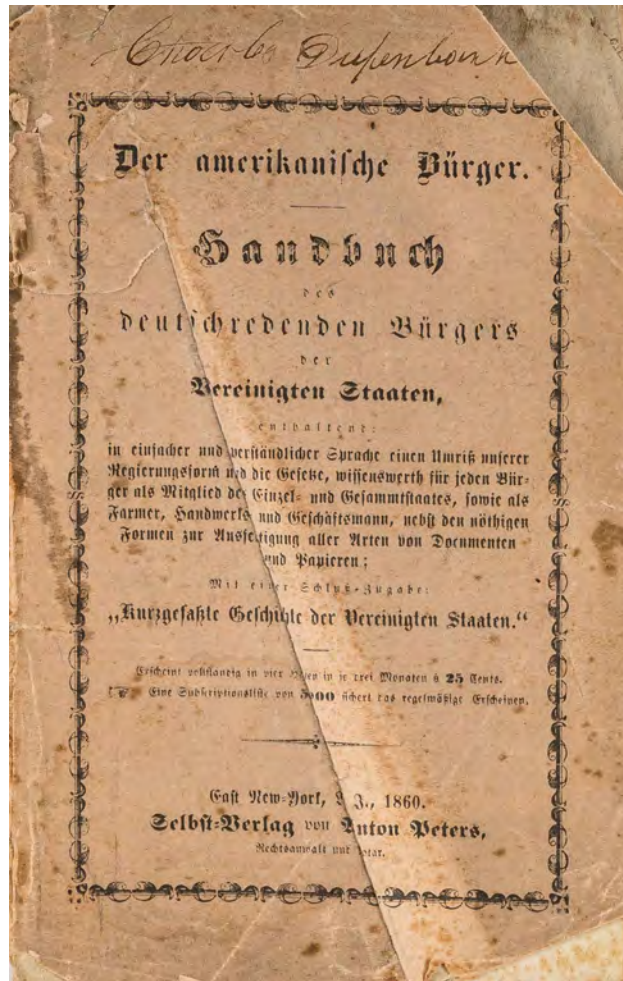 Der amerikanische Bürger.
Handbuch
des
deutschredenden Bürgers
der
Vereinigten Staaten,
enthaltend:
in einfacher und verständlicher Sprache einen Umriß unserer
Regierungsform und die Gesetze, wissenswerth für jeden Bür-
ger als Mitglied des Einzel- und Gesammtstaates, sowie als
Farmer, Handwerks und Geschäftsmann, nebst den nöthigen
Formen zur Ausfertigung aller Arten von Documenten
und Papieren;
Mit einer Schluß-Zugabe:
„Kurzgefaßte Geschichte der Vereinigten Staaten.“
Erscheint vollständig in vier in je drei Monaten à 25 Cents.
Eine Subscriptionsliste von 5000 sichert das regelmäßige Erscheinen.
East New-York, J., 1860.
Selbst-Verlag von Anton Peters,
Rechtsanwalt und Notar.